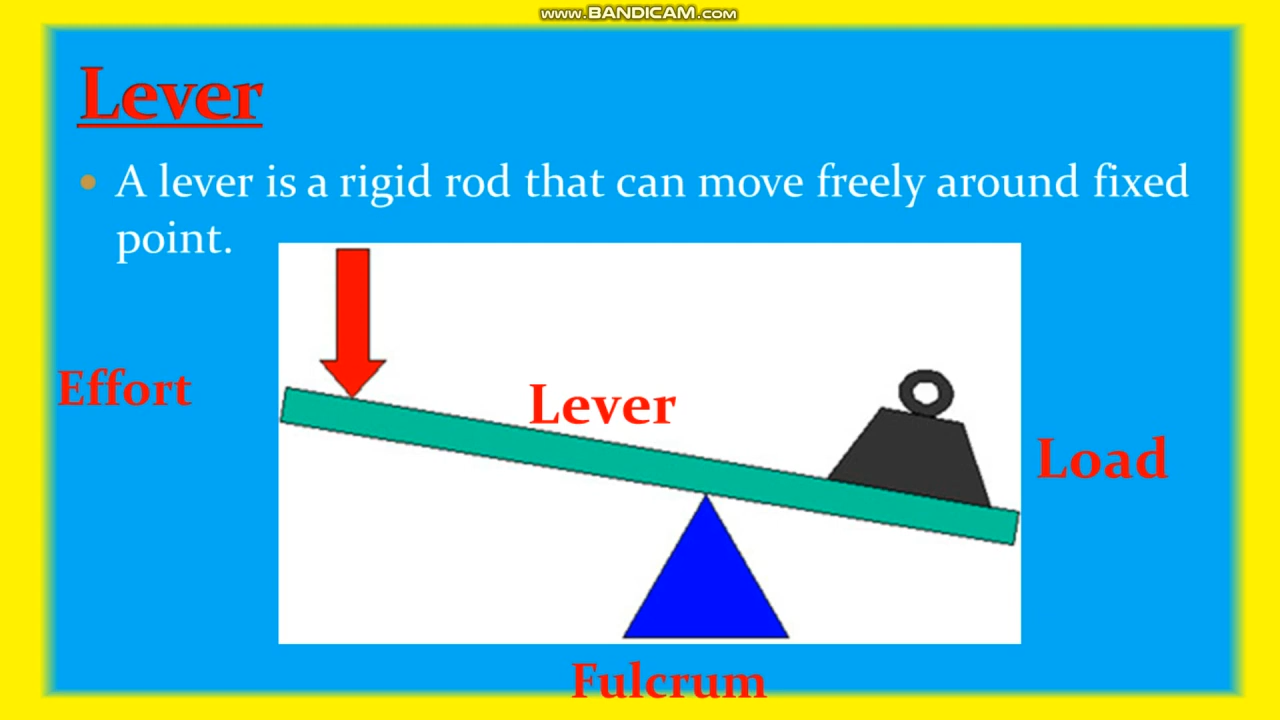 www.BANDICAM.com
Lever
• A lever is a rigid rod that can move freely around fixed
point.
Effort
Lever
Load
Fulcrum